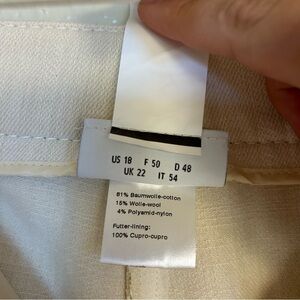 US 18 F 50 D 48
UK 22 IT 54
81% Baumwolle-cotton
15% Wolle-wool
4% Polyamid-nylon
Futter-lining:
100% Cupro-cupro